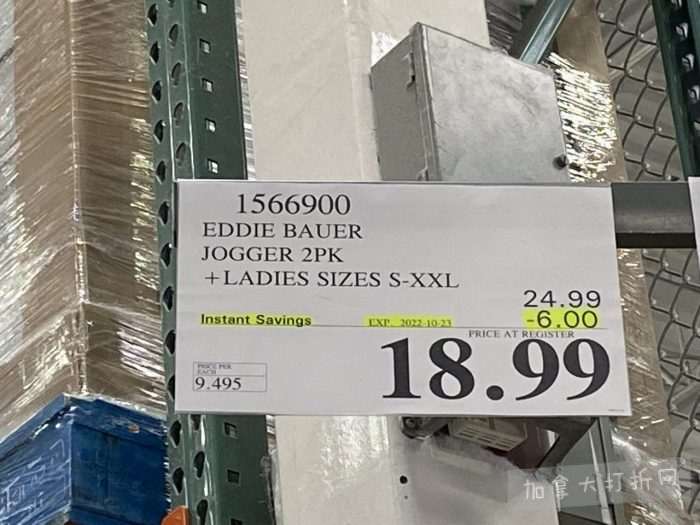 1566900
EDDIE BAUER
JOGGER 2PK
+LADIES SIZES S-XXL
24.99
Instant Savings EXP. 2022-10-23 -6.00
PRICE AT REGISTER
PRICE PER
EACH
9.495
18.99
加拿大打折网